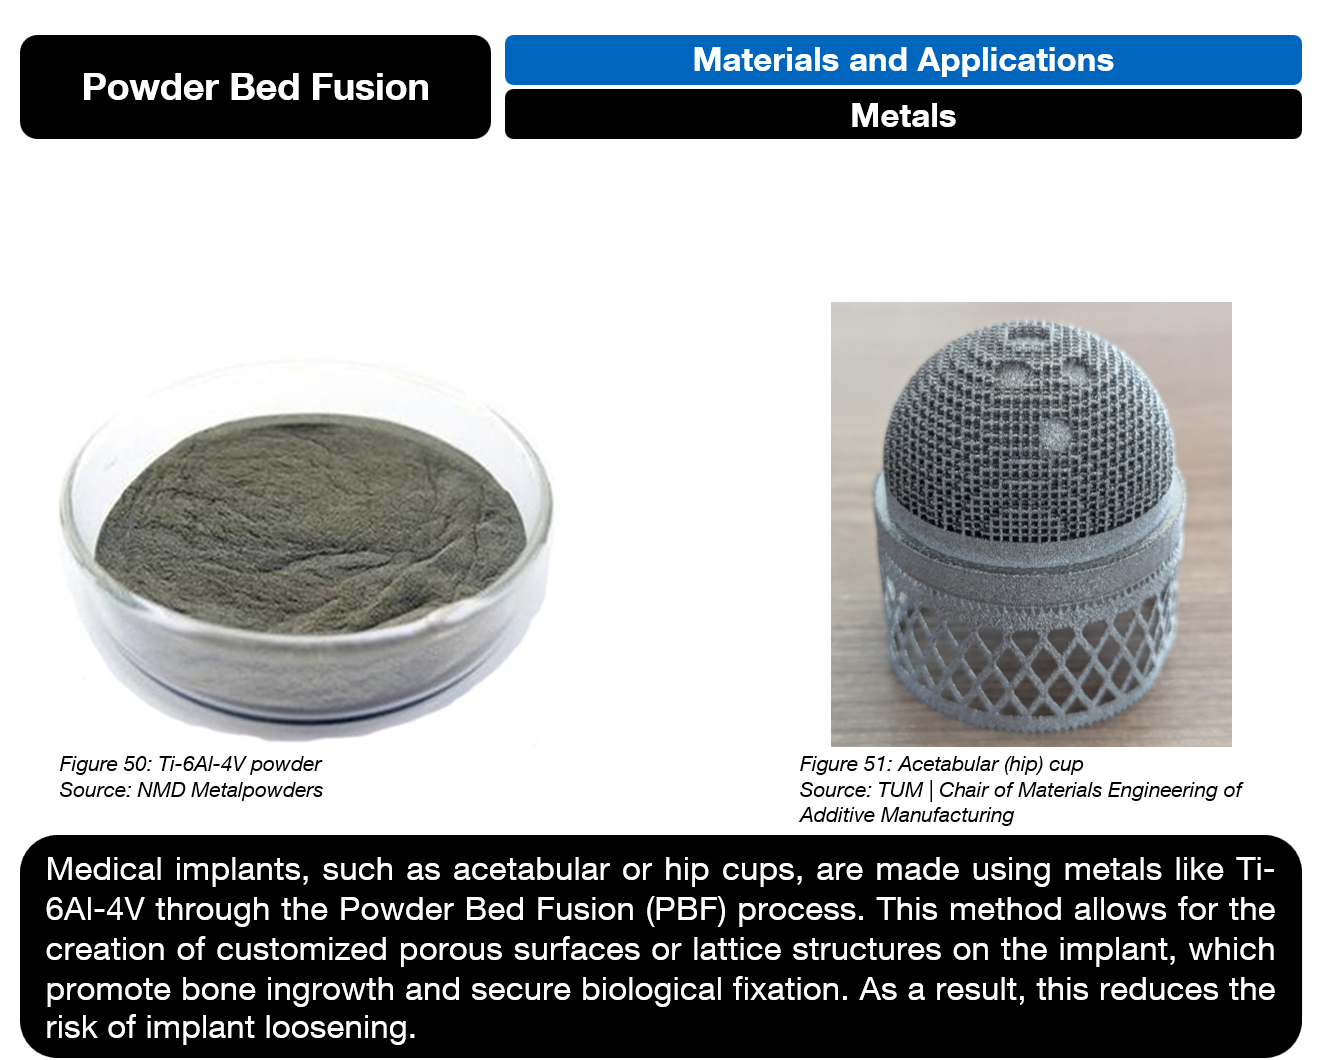 Powder Bed Fusion
Materials and Applications
Metals
Figure 50: Ti-6Al-4V powder
Source: NMD Metalpowders
Figure 51: Acetabular (hip) cup
Source: TUM | Chair of Materials Engineering of
Additive Manufacturing
Medical implants, such as acetabular or hip cups, are made using metals like Ti-
6Al-4V through the Powder Bed Fusion (PBF) process. This method allows for the
creation of customized porous surfaces or lattice structures on the implant, which
promote bone ingrowth and secure biological fixation. As a result, this reduces the
risk of implant loosening.